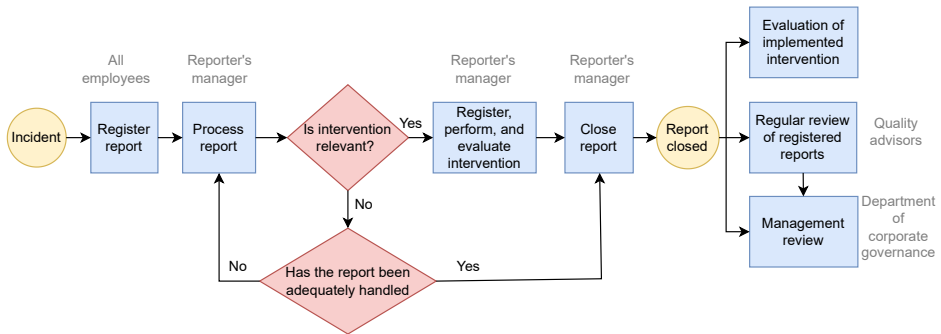 All
employees
Reporter's
manager
Reporter's
manager
Reporter's
manager
Incident
Register
report
Process
report
Is intervention
relevant?
Yes
Register,
perform, and
evaluate
intervention
Close
report
Report
closed
Evaluation of
implemented
intervention
Regular review
of registered
reports
Quality
advisors
Management
review
Department
of
corporate
governance
No
Has the report been
adequately handled
No
Yes